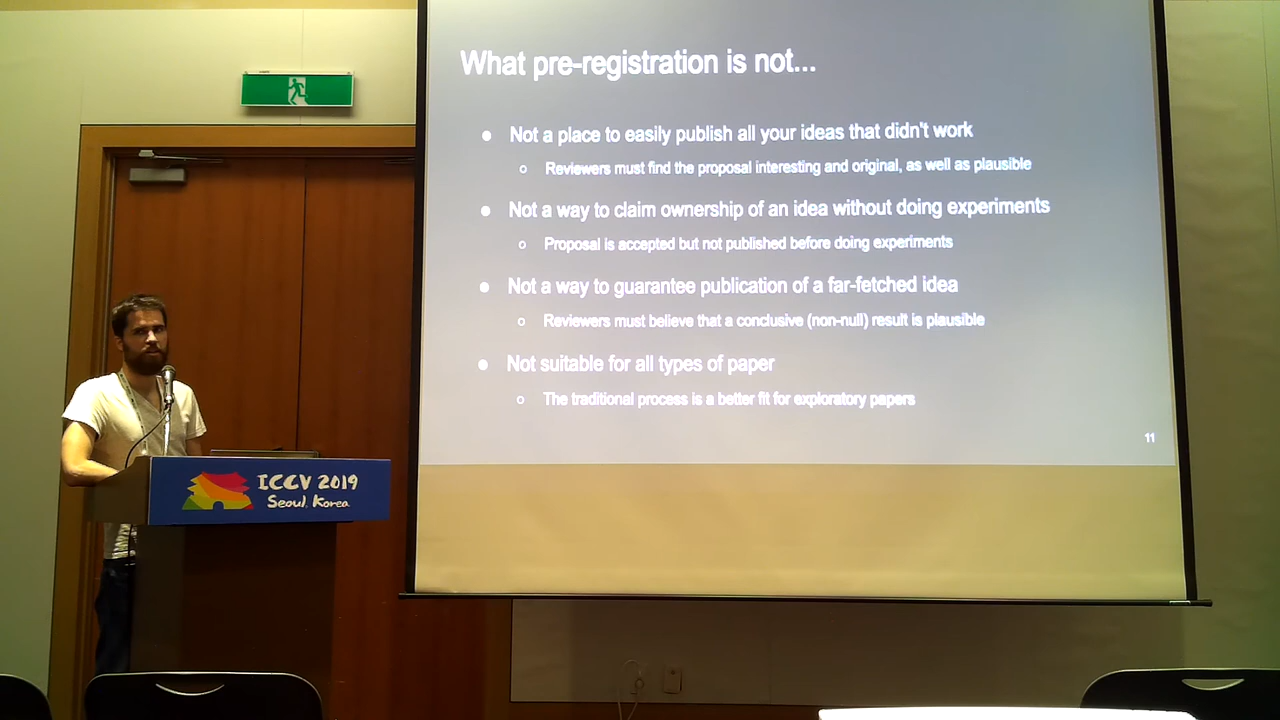 What pre-registration is not...
● Not a place to easily publish all your ideas that didn't work
○ Reviewers must find the proposal interesting and original, as well as plausible
● Not a way to claim ownership of an idea without doing experiments
○ Proposal is accepted but not published before doing experiments
● Not a way to guarantee publication of a far-fetched idea
○ Reviewers must believe that a conclusive (non-null) result is plausible
● Not suitable for all types of paper
○ The traditional process is a better fit for exploratory papers
11
ICCV 2019
Seoul, Korea